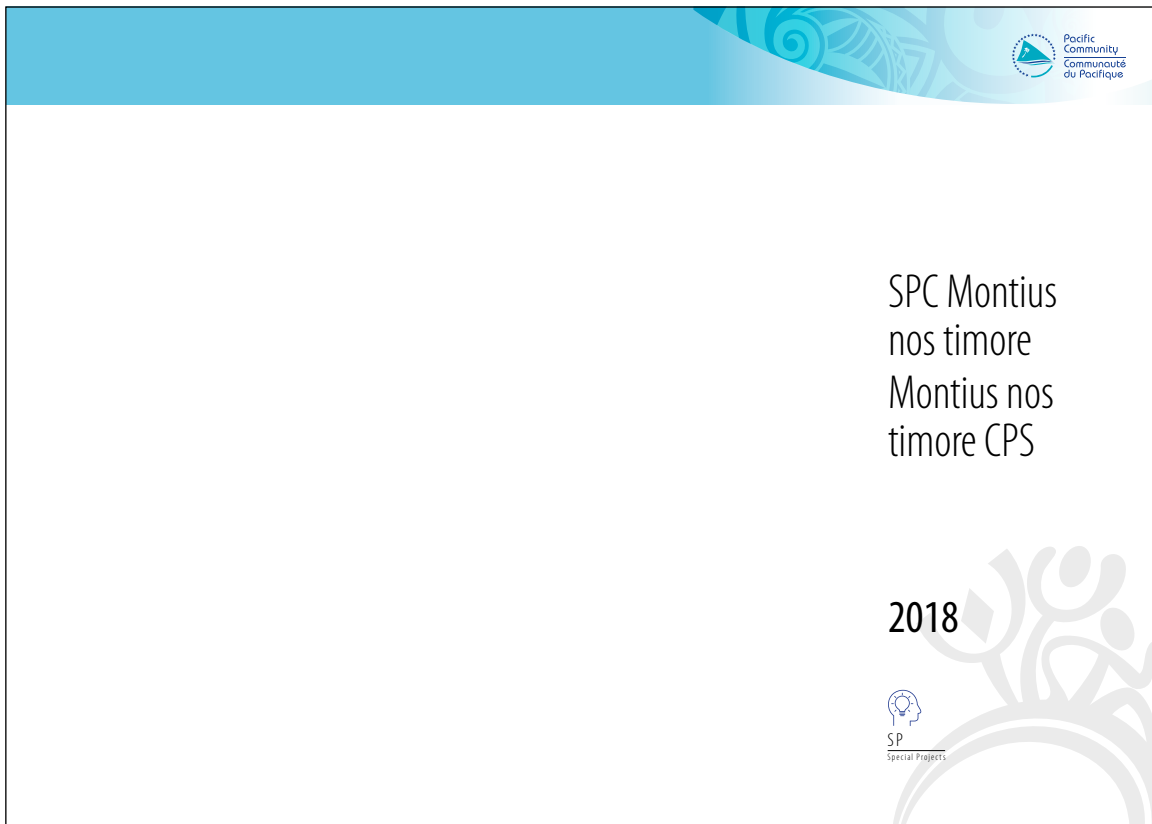 Pacific
Community
Communauté
du Pacifique
SPC Montius
nos timore
Montius nos
timore CPS
2018
SP
Special Projects